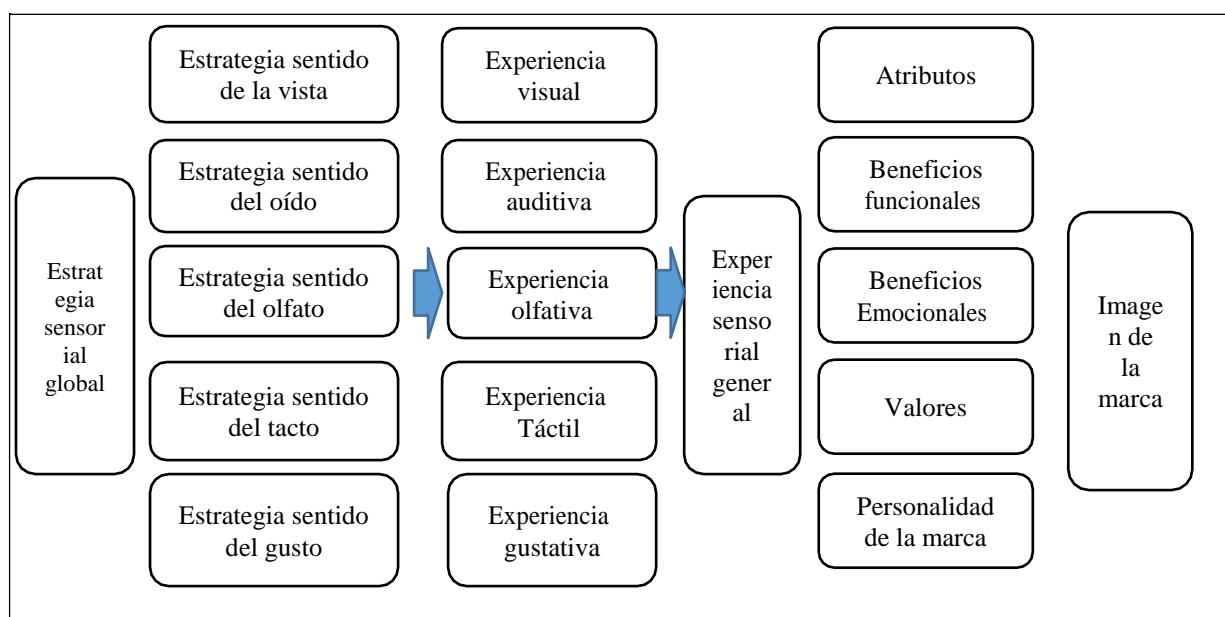 Estrat
egia
sensor
ial
global
Estrategia sentido
de la vista
Estrategia sentido
del oído
Estrategia sentido
del olfato
Estrategia sentido
del tacto
Estrategia sentido
del gusto
Experiencia
visual
Experiencia
auditiva
Experiencia
olfativa
Experiencia
Táctil
Experiencia
gustativa
Exper
iencia
senso
rial
gener
al
Atributos
Beneficios
funcionales
Beneficios
Emocionales
Valores
Personalidad
de la marca
Image
n de
la
marca